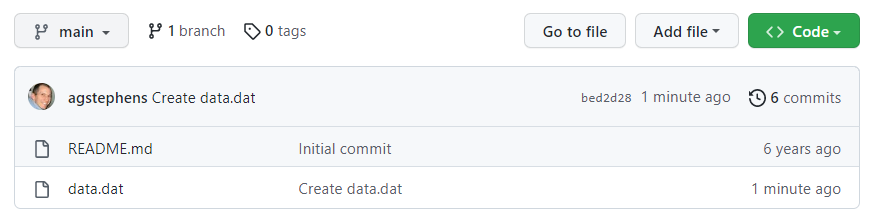 main 1 branch 0 tags Go to file Add file Code
agstephens Create data.dat bed2d28 1 minute ago 6 commits
README.md Initial commit 6 years ago
data.dat Create data.dat 1 minute ago